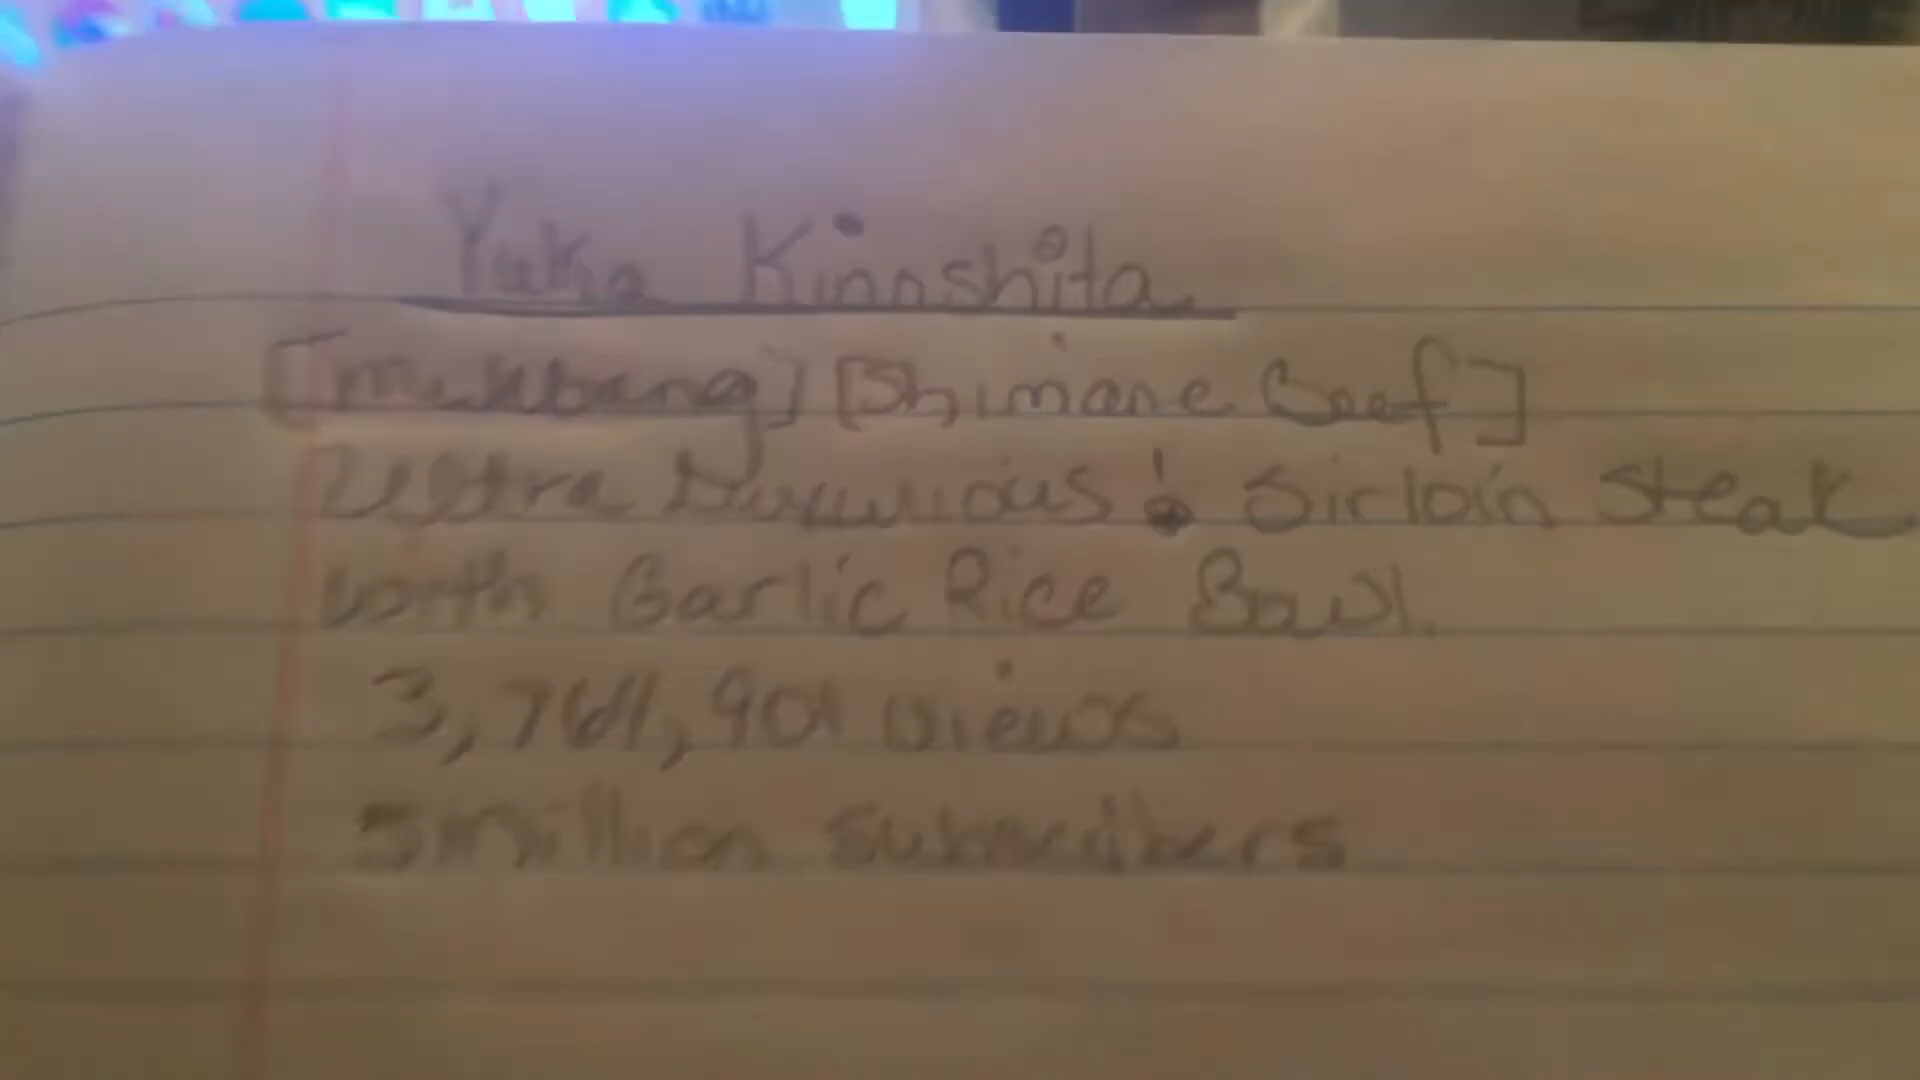 Yuka Kinoshita
[mukbang] [Shimane Beef]
Ultra Luxurious! Sirloin Steak
with Garlic Rice Bowl.
3,761,901 views
5 million subscribers